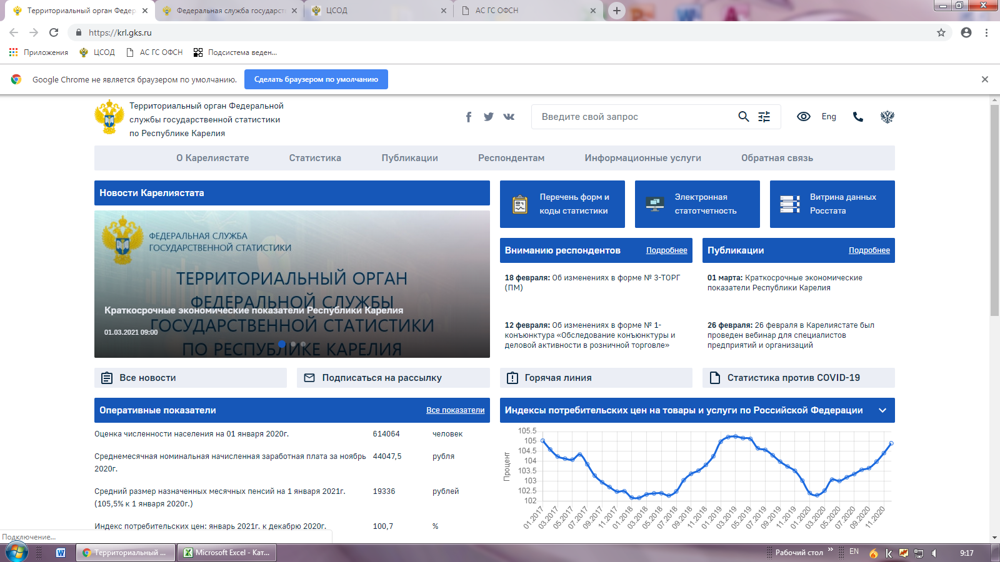 Территориальный орган Федер
Федеральная служба государст
ЦСОД
АС ГС ОФСН
https://krl.gks.ru
Приложения
ЦСОД
АС ГС ОФСН
Подсистема веден...
Google Chrome не является браузером по умолчанию.
Сделать браузером по умолчанию
Территориальный орган Федеральной
службы государственной статистики
по Республике Карелия
Введите свой запрос
Eng
О Карелиястате
Статистика
Публикации
Респондентам
Информационные услуги
Обратная связь
Новости Карелиястата
ФЕДЕРАЛЬНАЯ СЛУЖБА
ГОСУДАРСТВЕННОЙ СТАТИСТИКИ
ТЕРРИТОРИАЛЬНЫЙ ОРГАН
ФЕДЕРАЛЬНОЙ СЛУЖБЫ
ГОСУДАРСТВЕННОЙ СТАТИСТИКИ
ПО РЕСПУБЛИКЕ КАРЕЛИЯ
Краткосрочные экономические показатели Республики Карелия
01.03.2021 09:00
Перечень форм и
коды статистики
Электронная
статотчетность
Витрина данных
Росстата
Вниманию респондентов
Подробнее
18 февраля: Об изменениях в форме № 3-ТОРГ
(ПМ)
12 февраля: Об изменениях в форме № 1-
конъюнктура «Обследование конъюнктуры и
деловой активности в розничной торговле»
Публикации
Подробнее
01 марта: Краткосрочные экономические
показатели Республики Карелия
26 февраля: 26 февраля в Карелиястате был
проведен вебинар для специалистов
предприятий и организаций
Все новости
Подписаться на рассылку
Горячая линия
Статистика против COVID-19
Оперативные показатели
Все показатели
Оценка численности населения на 01 января 2020г. 614064 человек
Среднемесячная номинальная начисленная заработная плата за ноябрь 44047,5 рубля
2020г.
Средний размер назначенных месячных пенсий на 1 января 2021г. 19336 рублей
(105,5% к 1 января 2020г.)
Индекс потребительских цен: январь 2021г. к декабрю 2020г. 100,7 %
Индексы потребительских цен на товары и услуги по Российской Федерации
Процент
105.5
105
104.5
104
103.5
103
102.5
102
01.2017
03.2017
05.2017
07.2017
09.2017
11.2017
01.2018
03.2018
05.2018
07.2018
09.2018
11.2018
01.2019
03.2019
05.2019
07.2019
09.2019
11.2019
01.2020
03.2020
05.2020
07.2020
09.2020
11.2020
Подключение...
Территориальный ...
Microsoft Excel - Кат...
Рабочий стол
EN
9:17